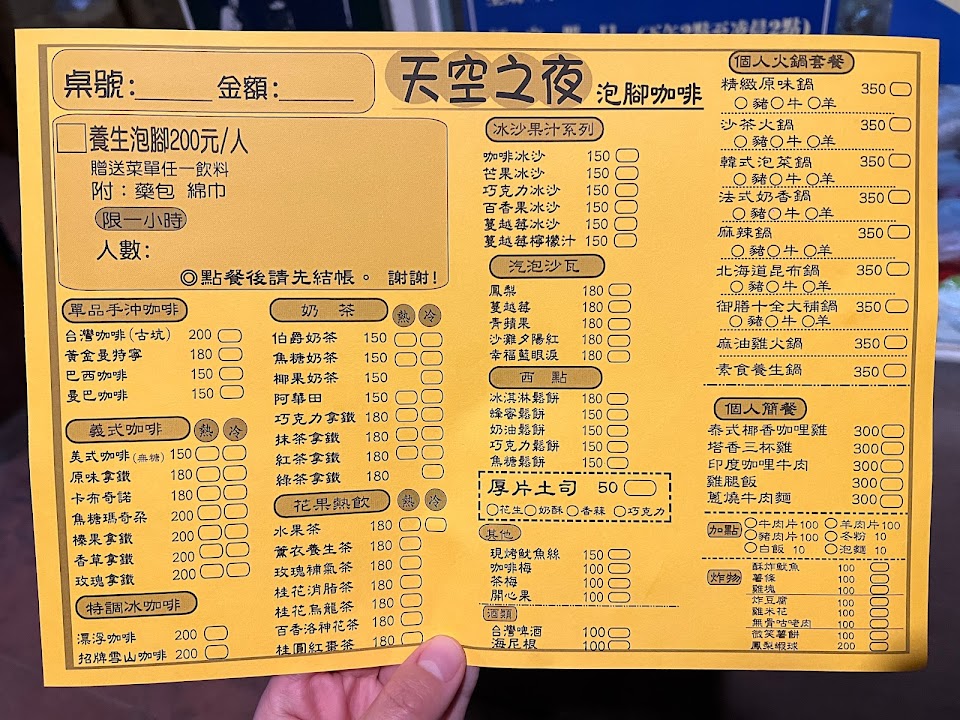 (下午2點至凌晨2點)
桌號:
金額:
天空之夜 泡腳咖啡
養生泡腳200元/人
贈送菜單任一飲料
附：藥包 綿巾
限一小時
人數:
◎點餐後請先結帳。 謝謝!
單品手沖咖啡
台灣咖啡(古坑) 200
黃金曼特寧 180
巴西咖啡 150
曼巴咖啡 150
義式咖啡 熱 冷
美式咖啡(無糖) 150
原味拿鐵 180
卡布奇諾 180
焦糖瑪奇朶 200
榛果拿鐵 200
香草拿鐵 200
玫瑰拿鐵 200
特調冰咖啡
漂浮咖啡 200
招牌雪山咖啡 200
奶 茶 熱 冷
伯爵奶茶 150
焦糖奶茶 150
椰果奶茶 150
阿華田 150
巧克力拿鐵 180
抹茶拿鐵 180
紅茶拿鐵 180
綠茶拿鐵 180
花果熱飲 熱 冷
水果茶 180
薰衣養生茶 180
玫瑰補氣茶 180
桂花消脂茶 180
桂花烏龍茶 180
百香洛神花茶 180
桂圓紅棗茶 180
冰沙果汁系列
咖啡冰沙 150
芒果冰沙 150
巧克力冰沙 150
百香果冰沙 150
蔓越莓冰沙 150
蔓越莓檸檬汁 150
汽泡沙瓦
鳳梨 180
蔓越莓 180
青蘋果 180
沙灘夕陽紅 180
幸福藍眼淚 180
西 點
冰淇淋鬆餅 180
蜂蜜鬆餅 150
奶油鬆餅 150
巧克力鬆餅 150
焦糖鬆餅 150
厚片土司 50
花生 奶酥 香蒜 巧克力
其他
現烤魷魚絲 150
咖啡梅 100
茶梅 100
開心果 100
酒類
台灣啤酒 100
海尼根 100
個人火鍋套餐
精緻原味鍋 350
豬 牛 羊
沙茶火鍋 350
豬 牛 羊
韓式泡菜鍋 350
豬 牛 羊
法式奶香鍋 350
豬 牛 羊
麻辣鍋 350
豬 牛 羊
北海道昆布鍋 350
豬 牛 羊
御膳十全大補鍋 350
豬 牛 羊
麻油雞火鍋 350
素食養生鍋 350
個人簡餐
泰式椰香咖哩雞 300
塔香三杯雞 300
印度咖哩牛肉 300
雞腿飯 300
蔥燒牛肉麵 300
加點
牛肉片100 羊肉片100
豬肉片100 冬粉 10
白飯 10 泡麵 10
炸物
酥炸魷魚 100
薯條 100
雞塊 100
炸豆腐 100
雞米花 100
無骨咕咾肉 100
微笑薯餅 100
鳳梨蝦球 200